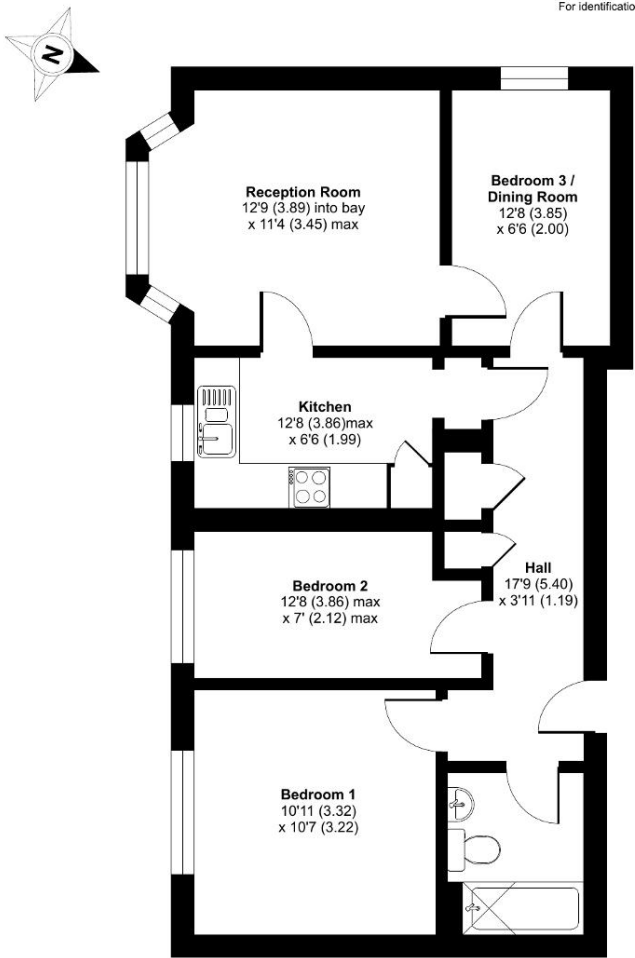 For identificatio
N
Reception Room
12'9 (3.89) into bay
x 11'4 (3.45) max
Bedroom 3 /
Dining Room
12'8 (3.85)
x 6'6 (2.00)
Kitchen
12'8 (3.86)max
x 6'6 (1.99)
Bedroom 2
12'8 (3.86) max
x 7' (2.12) max
Hall
17'9 (5.40)
x 3'11 (1.19)
Bedroom 1
10'11 (3.32)
x 10'7 (3.22)